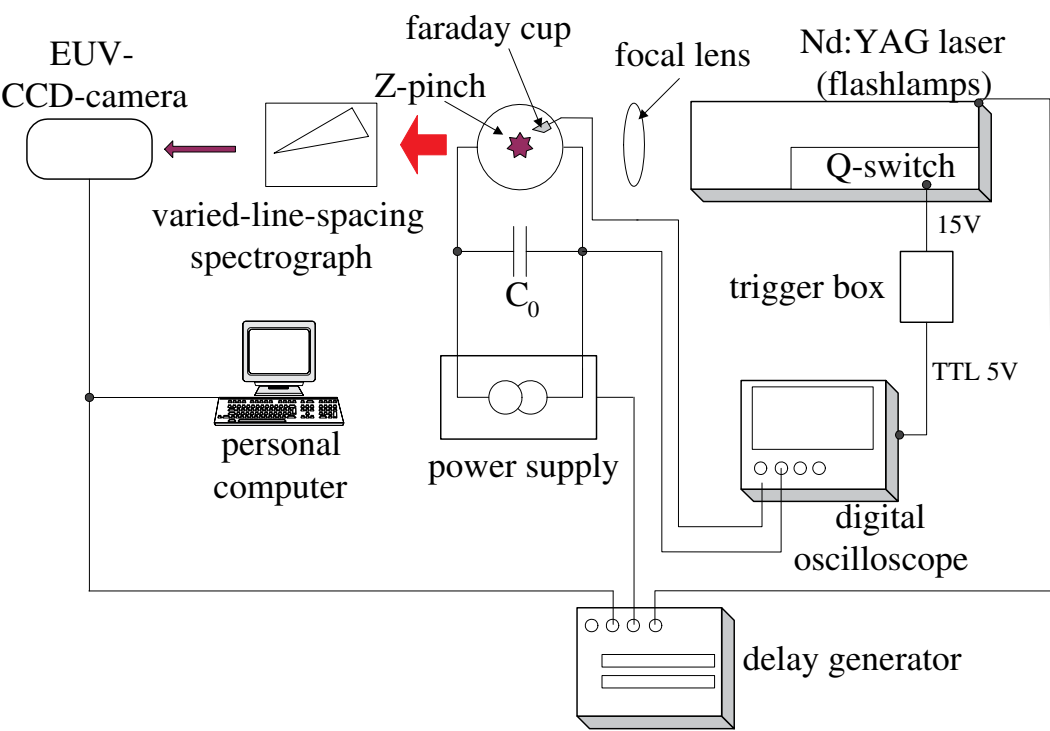 faraday cup
EUV-
CCD-camera
Z-pinch
focal lens
Nd:YAG laser
(flashlamps)
Q-switch
varied-line-spacing
spectrograph
15V
trigger box
C0
TTL 5V
personal
computer
power supply
digital
oscilloscope
delay generator